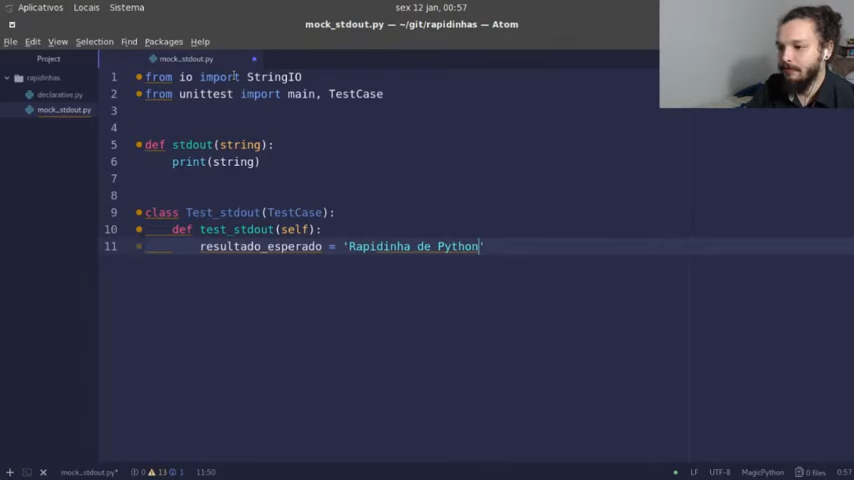 Aplicativos Locais Sistema sex 12 jan, 00:57
mock_stdout.py — ~/git/rapidinhas — Atom
File Edit View Selection Find Packages Help
Project mock_stdout.py
rapidinhas
declarative.py
mock_stdout.py
1 from io import StringIO
2 from unittest import main, TestCase
3
4
5 def stdout(string):
6 print(string)
7
8
9 class Test_stdout(TestCase):
10 def test_stdout(self):
11 resultado_esperado = 'Rapidinha de Python'
mock_stdout.py* 0 13 1 11:50 LF UTF-8 MagicPython 0 files 0:57